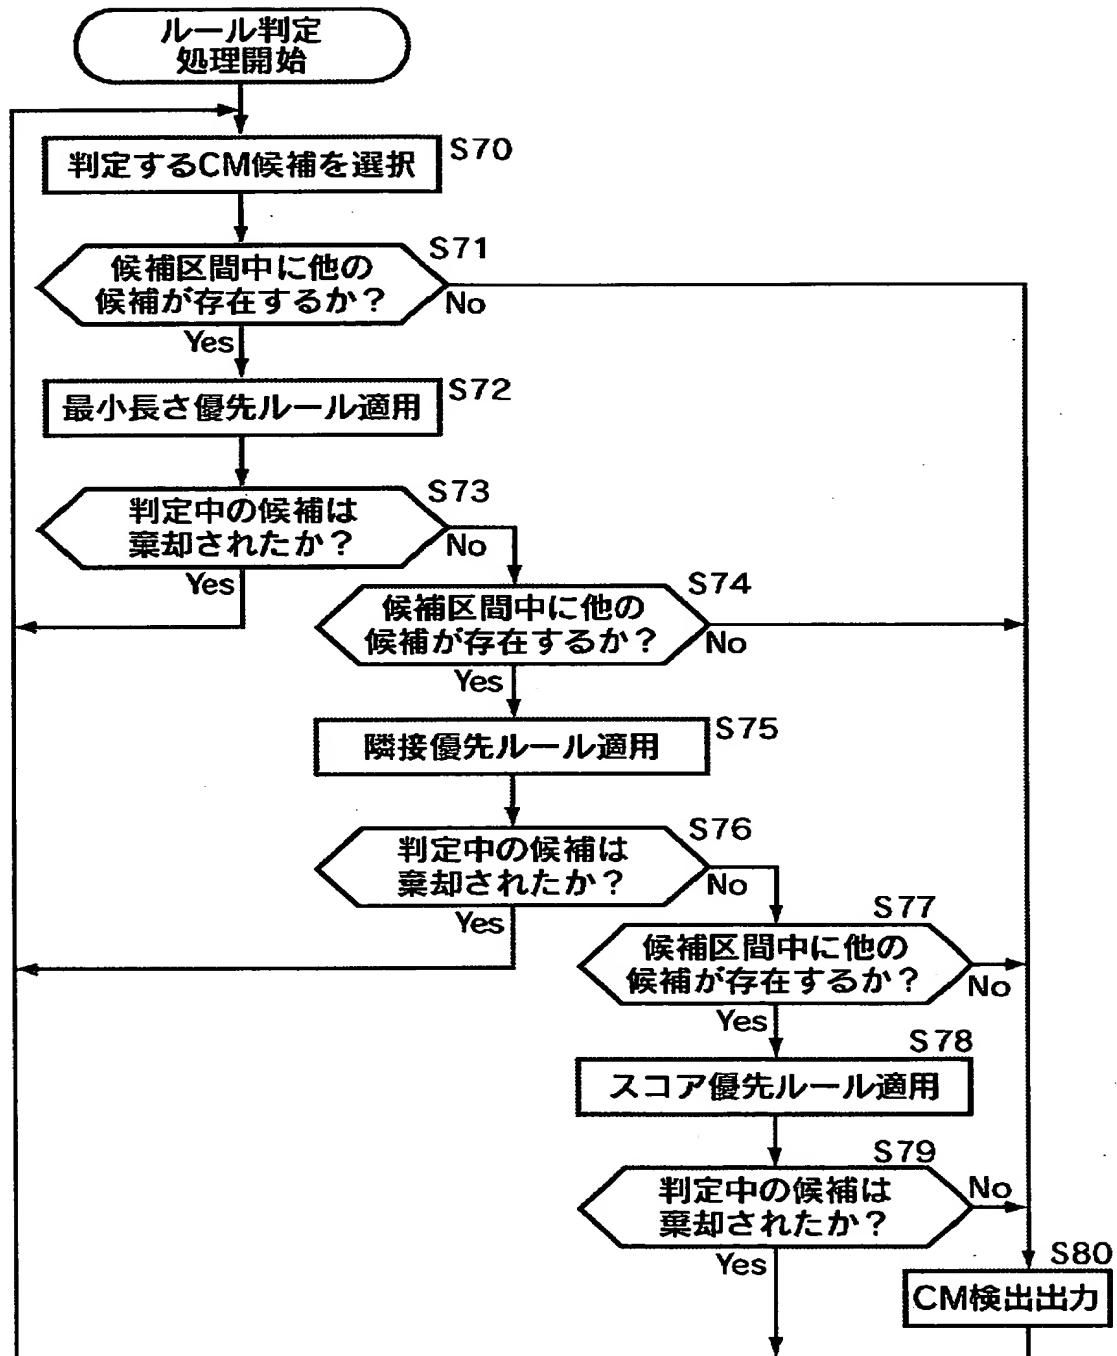 ルール判定
処理開始
判定するCM候補を選択
S70
候補区間中に他の
候補が存在するか？
S71
No
Yes
最小長さ優先ルール適用
S72
判定中の候補は
棄却されたか？
S73
No
Yes
候補区間中に他の
候補が存在するか？
S74
No
Yes
隣接優先ルール適用
S75
判定中の候補は
棄却されたか？
S76
No
Yes
候補区間中に他の
候補が存在するか？
S77
No
Yes
スコア優先ルール適用
S78
判定中の候補は
棄却されたか？
S79
No
Yes
S80
CM検出出力